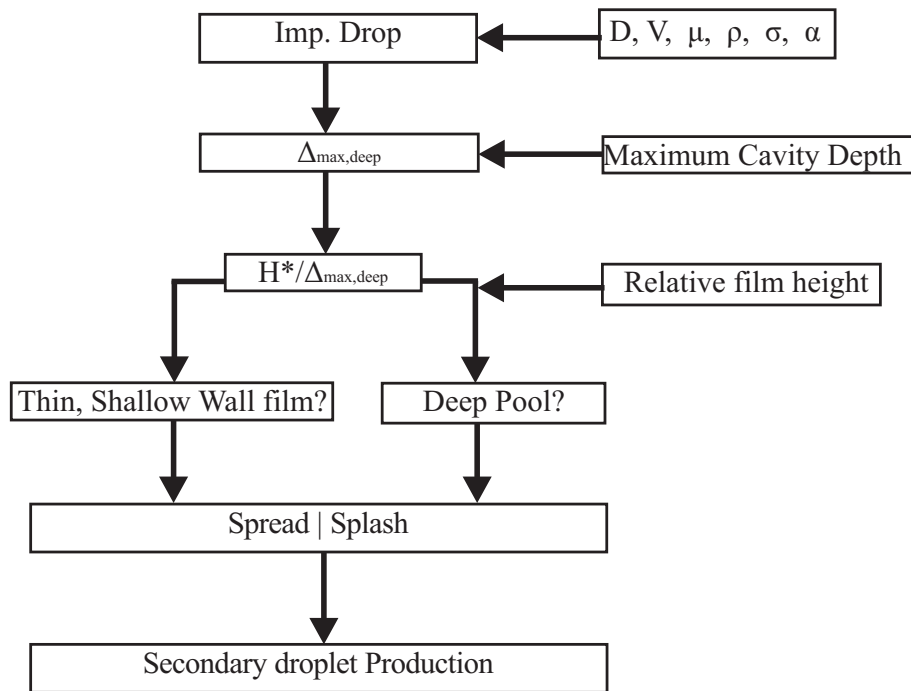 Imp. Drop
D, V, μ, ρ, σ, α
Δmax,deep
Maximum Cavity Depth
H*/Δmax,deep
Relative film height
Thin, Shallow Wall film?
Deep Pool?
Spread | Splash
Secondary droplet Production